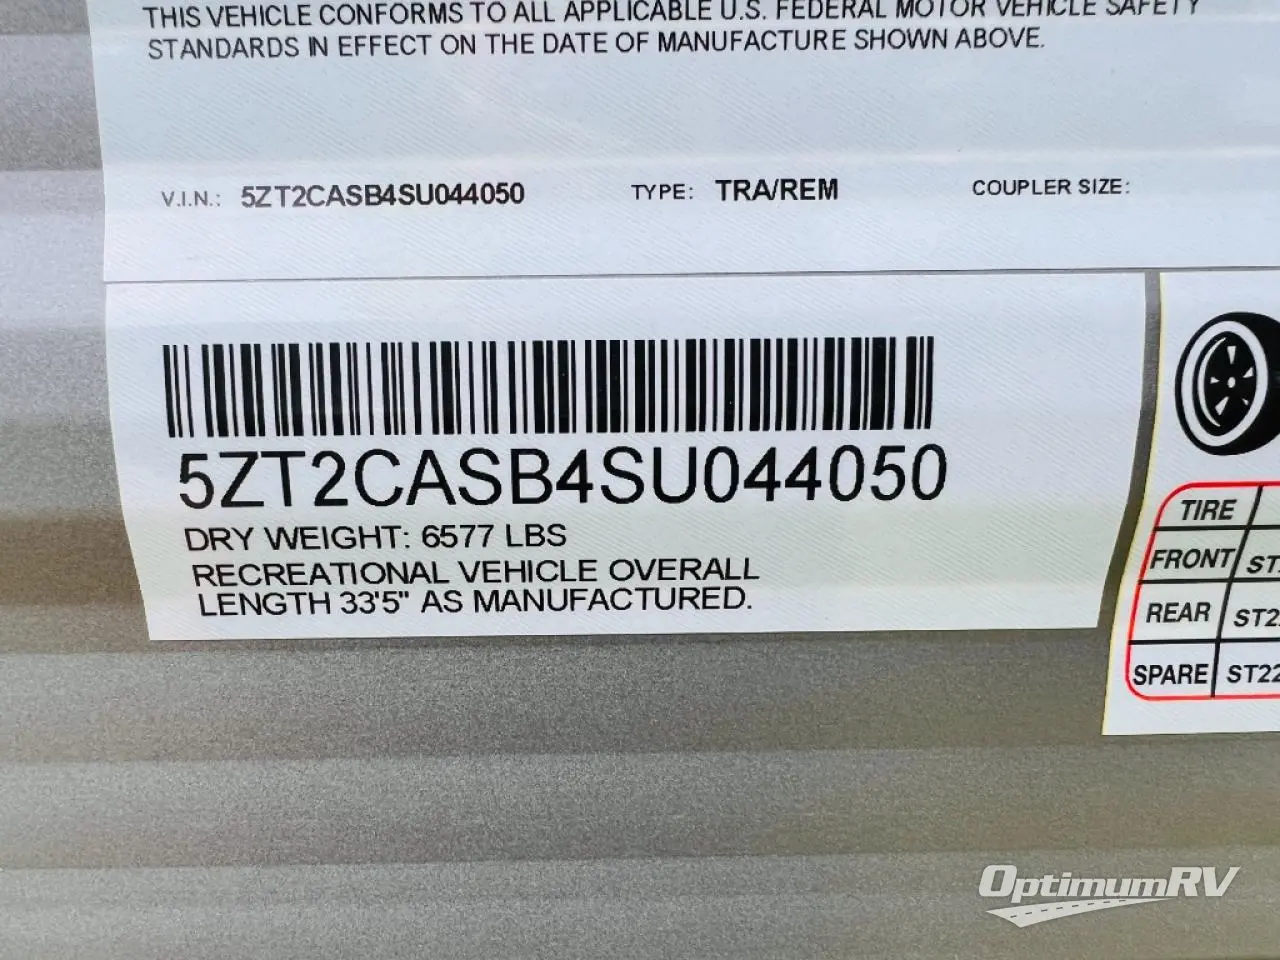 THIS VEHICLE CONFORMS TO ALL APPLICABLE U.S. FEDERAL MOTOR VEHICLE SAFETY
STANDARDS IN EFFECT ON THE DATE OF MANUFACTURE SHOWN ABOVE.
V.I.N.: 5ZT2CASB4SU044050 TYPE: TRA/REM COUPLER SIZE:
5ZT2CASB4SU044050
DRY WEIGHT: 6577 LBS
RECREATIONAL VEHICLE OVERALL
LENGTH 33'5" AS MANUFACTURED.
TIRE
FRONT
REAR
SPARE ST22
OptimumRV